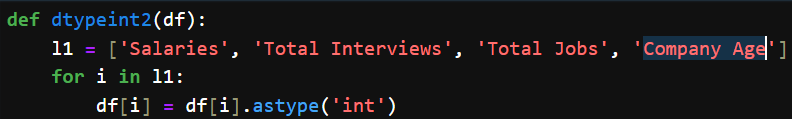 def dtypeint2(df):
    l1 = ['Salaries', 'Total Interviews', 'Total Jobs', 'Company Age']
    for i in l1:
        df[i] = df[i].astype('int')